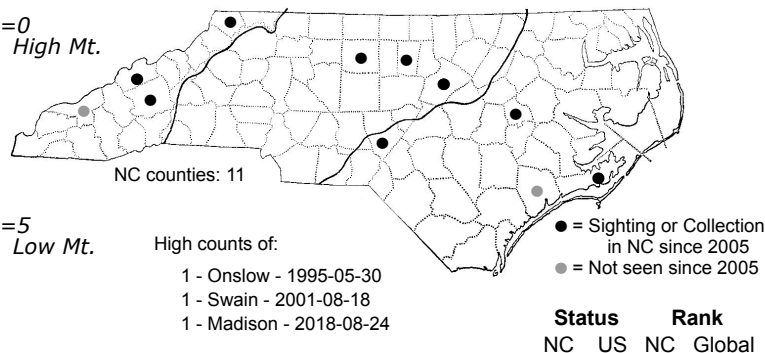 =0
High Mt.
NC counties: 11
=5
Low Mt.
High counts of:
1 - Onslow - 1995-05-30
1 - Swain - 2001-08-18
1 - Madison - 2018-08-24
= Sighting or Collection
in NC since 2005
= Not seen since 2005
Status Rank
NC US NC Global